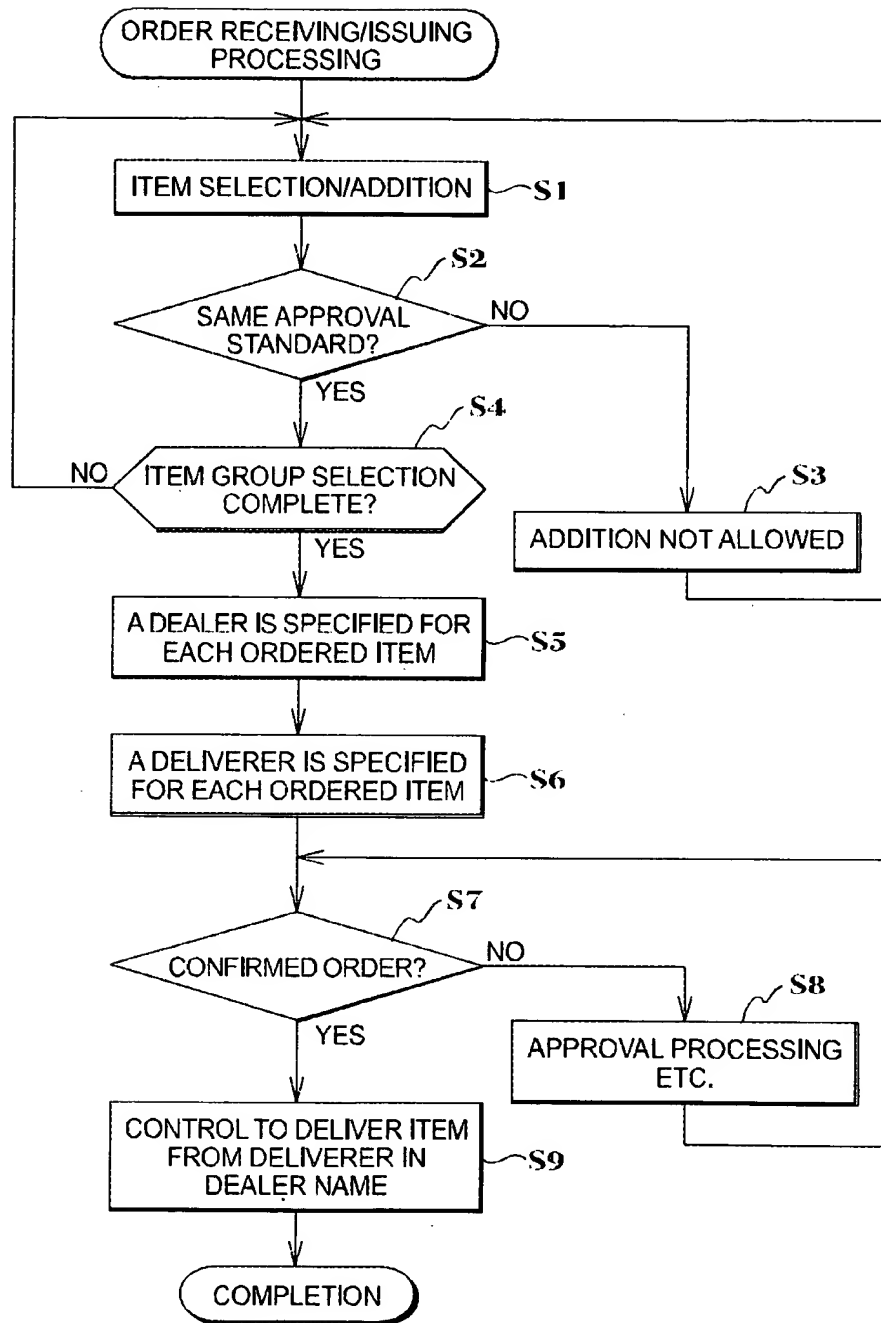 ORDER RECEIVING/ISSUING
PROCESSING
ITEM SELECTION/ADDITION
S1
S2
SAME APPROVAL
STANDARD?
NO
YES
S4
NO
ITEM GROUP SELECTION
COMPLETE?
YES
S3
ADDITION NOT ALLOWED
A DEALER IS SPECIFIED FOR
EACH ORDERED ITEM
S5
A DELIVERER IS SPECIFIED
FOR EACH ORDERED ITEM
S6
S7
CONFIRMED ORDER?
NO
YES
S8
APPROVAL PROCESSING
ETC.
CONTROL TO DELIVER ITEM
FROM DELIVERER IN
DEALER NAME
S9
COMPLETION